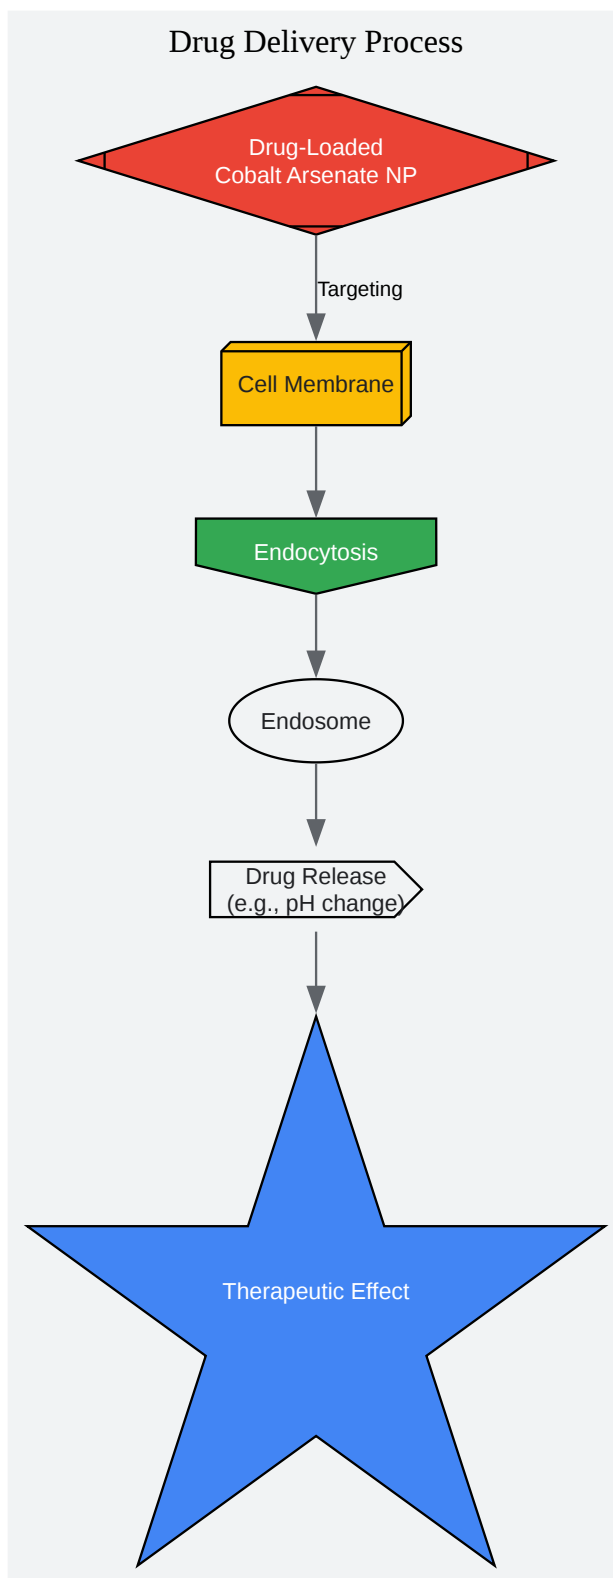 Drug Delivery Process
Drug-Loaded
Cobalt Arsenate NP
Targeting
Cell Membrane
Endocytosis
Endosome
Drug Release
(e.g., pH change)
Therapeutic Effect